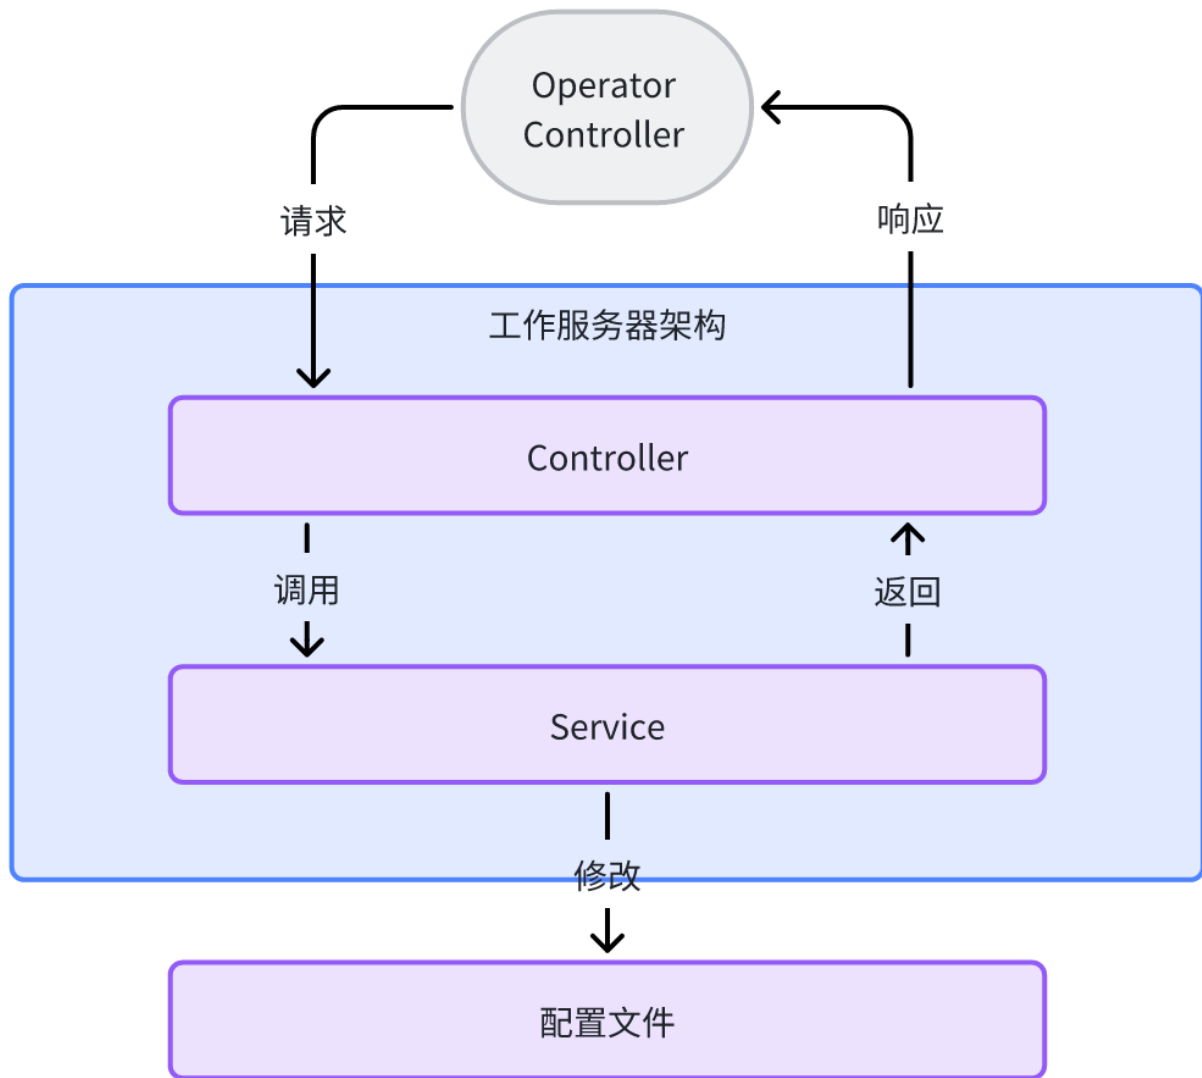 Operator
Controller
请求
响应
工作服务器架构
Controller
调用
返回
Service
修改
配置文件